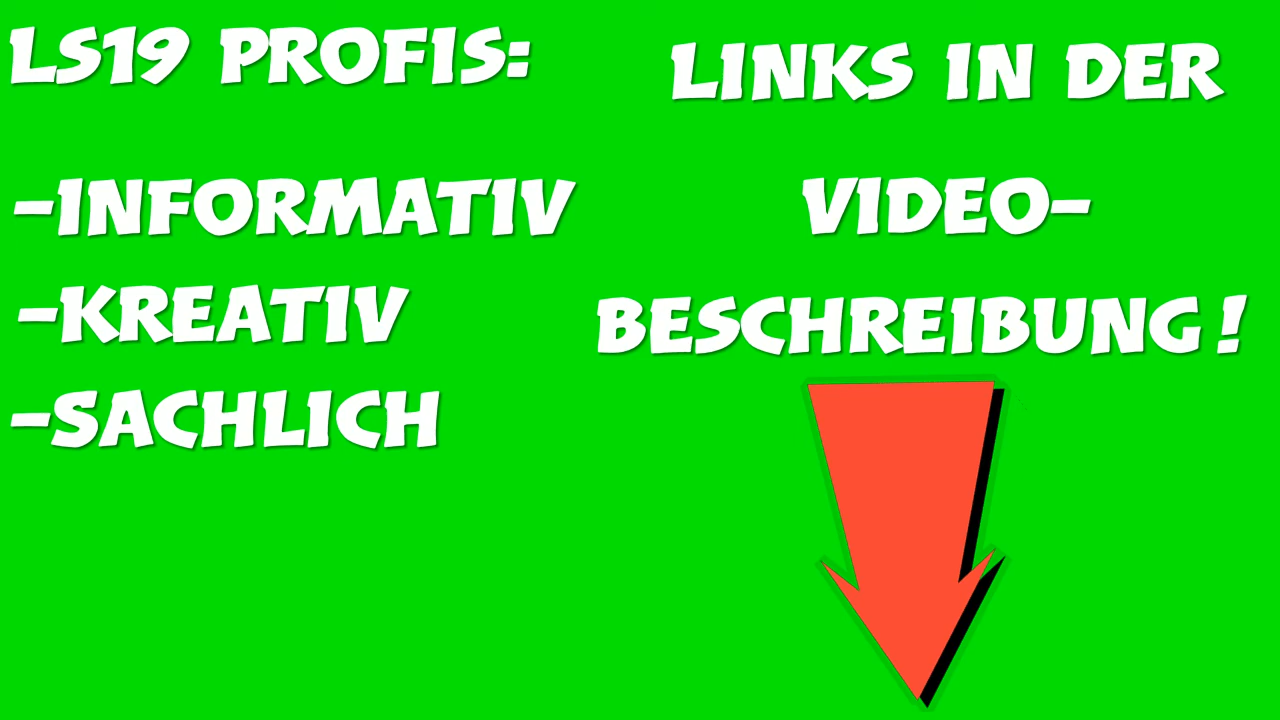 LS19 PROFIS:
-INFORMATIV
-KREATIV
-SACHLICH
LINKS IN DER
VIDEO-
BESCHREIBUNG!